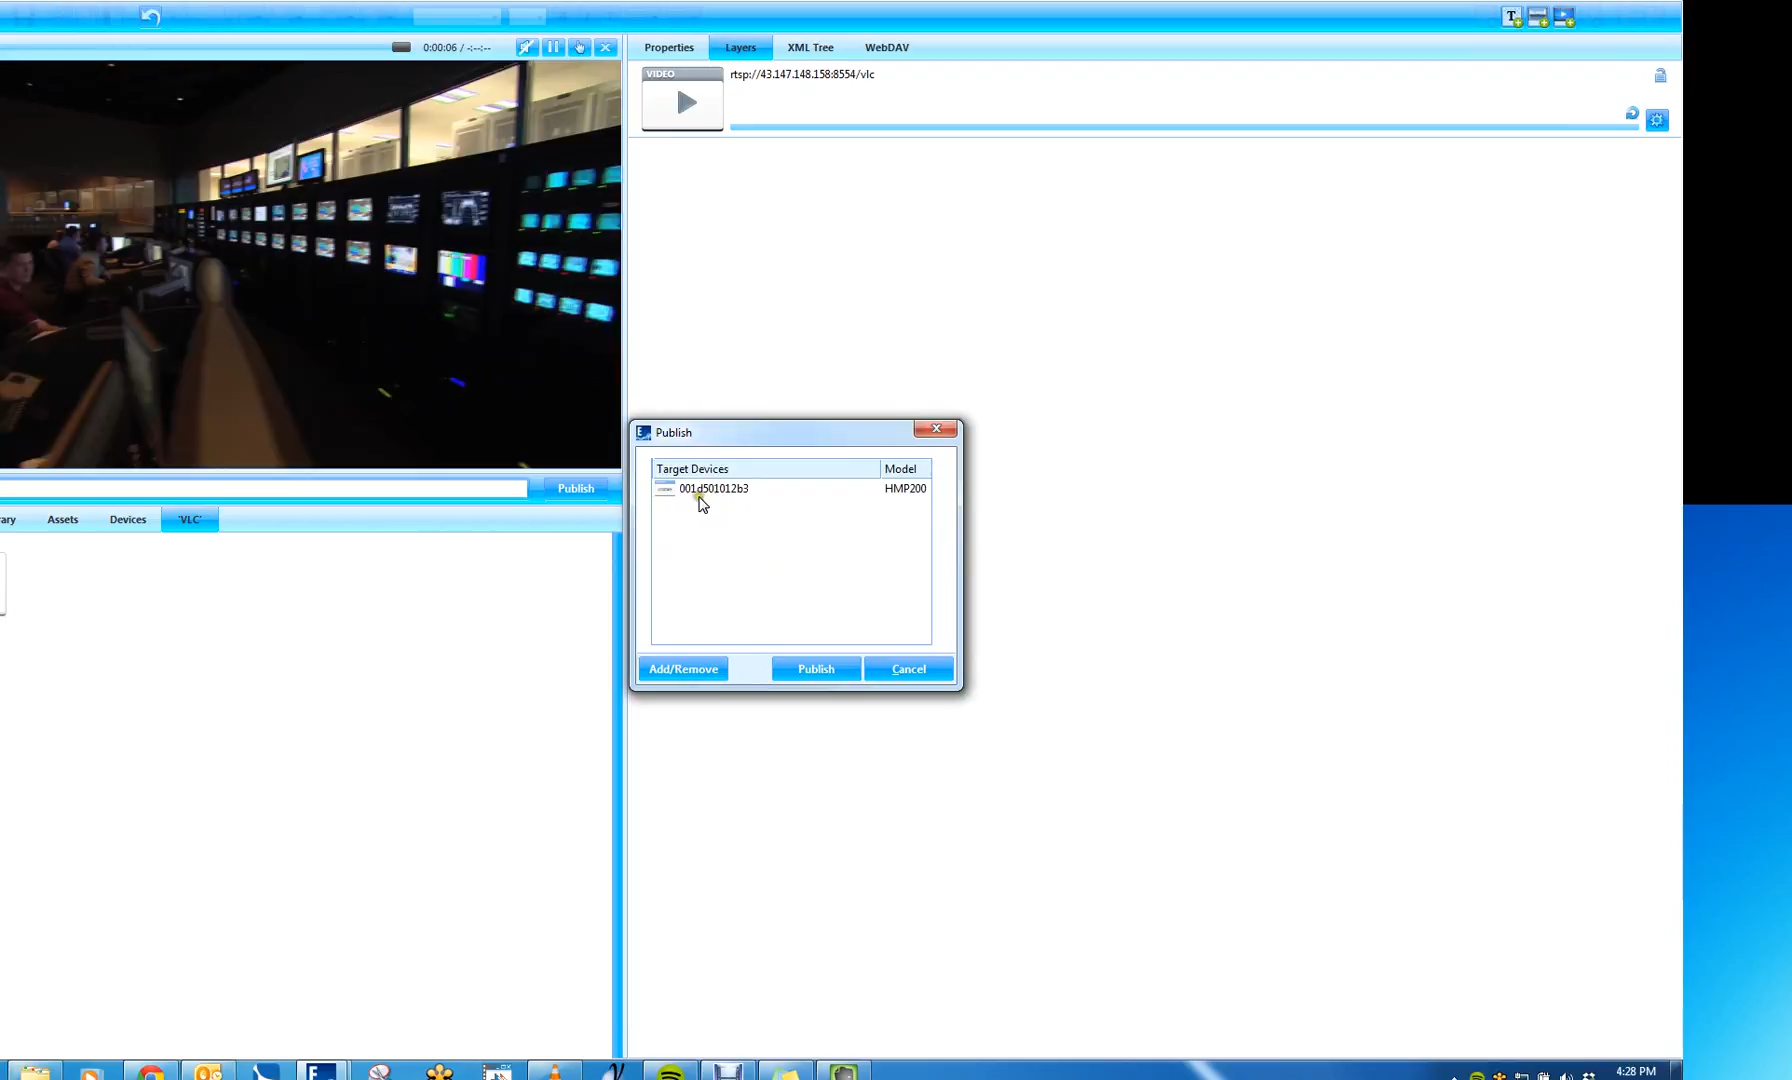 T
0:00:06 / -:--:--
Properties
Layers
XML Tree
WebDAV
VIDEO
rtsp://43.147.148.158:8554/vlc
Publish
Target Devices
Model
001d501012b3
HMP200
Publish
ary
Assets
Devices
'VLC'
Add/Remove
Publish
Cancel
4:28 PM